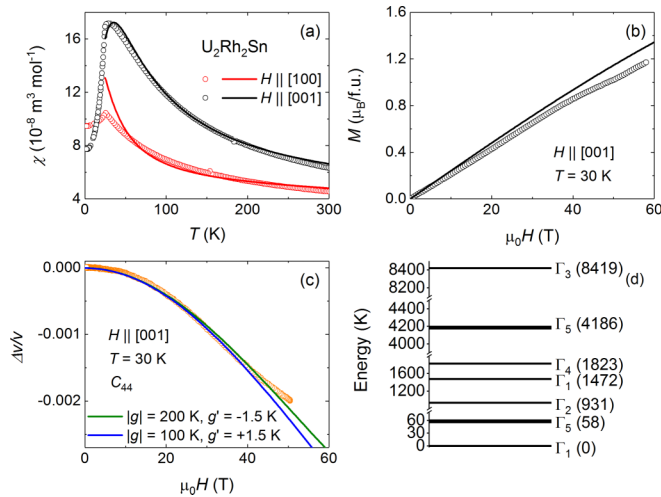 (a)
U₂Rh₂Sn
H || [100]
H || [001]
χ (10⁻⁸ m³ mol⁻¹)
16
12
8
4
0
100
200
300
T (K)
(b)
M (μ_B/f.u.)
1.6
1.2
0.8
0.4
0.0
H || [001]
T = 30 K
0
20
40
60
μ₀H (T)
(c)
Δv/v
0.000
-0.001
-0.002
H || [001]
T = 30 K
C₄₄
|g| = 200 K, g' = -1.5 K
|g| = 100 K, g' = +1.5 K
0
20
40
60
μ₀H (T)
(d)
Energy (K)
8400
8200
4400
4200
4000
1600
1200
900
60
30
0
Γ₃ (8419)
Γ₅ (4186)
Γ₄ (1823)
Γ₁ (1472)
Γ₂ (931)
Γ₅ (58)
Γ₁ (0)